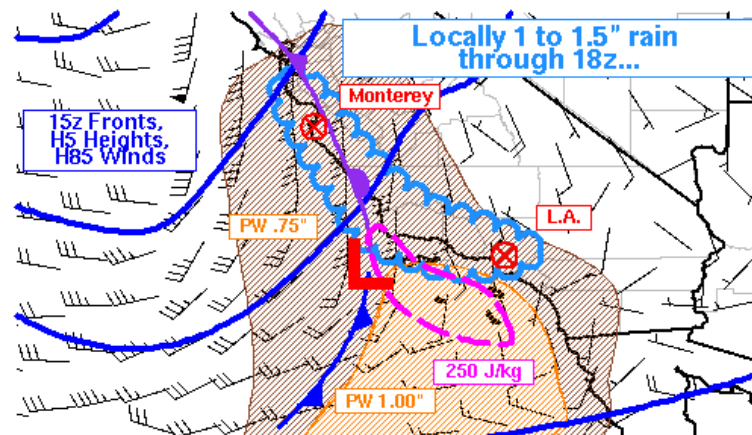 Locally 1 to 1.5" rain
through 18z...
Monterey
15z Fronts,
H5 Heights,
H85 Winds
L.A.
PW .75"
L
250 J/kg
PW 1.00"